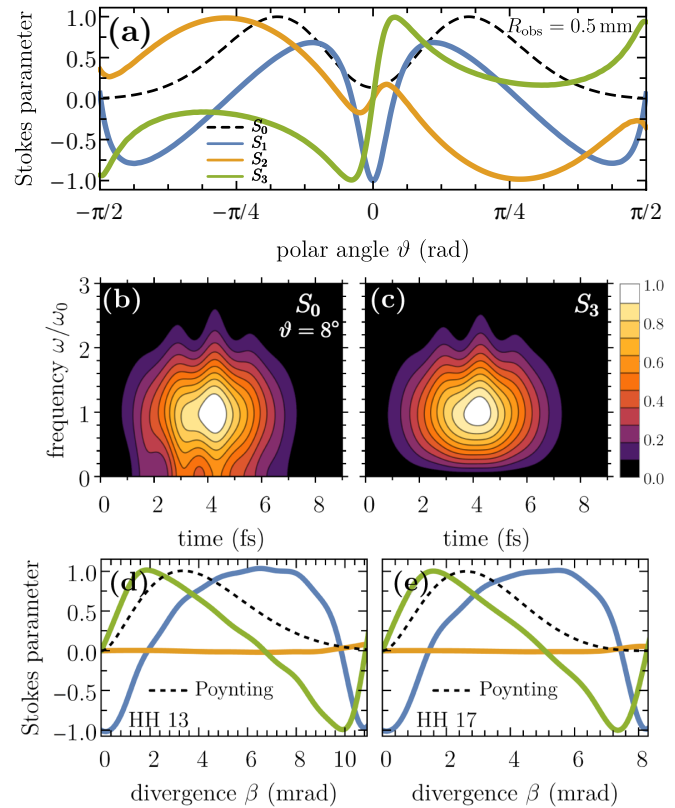 (a)
R_obs = 0.5 mm
Stokes parameter
1.0
0.5
0.0
−0.5
−1.0
S_0
S_1
S_2
S_3
−π/2
−π/4
0
π/4
π/2
polar angle ϑ (rad)
(b)
S_0
ϑ = 8°
(c)
S_3
frequency ω/ω_0
3
2
1
0
1.0
0.8
0.6
0.4
0.2
0.0
0 2 4 6 8
0 2 4 6 8
time (fs)
time (fs)
(d)
(e)
Stokes parameter
1.0
0.5
0.0
−0.5
−1.0
Poynting
HH 13
Poynting
HH 17
0 2 4 6 8 10
0 2 4 6 8
divergence β (mrad)
divergence β (mrad)